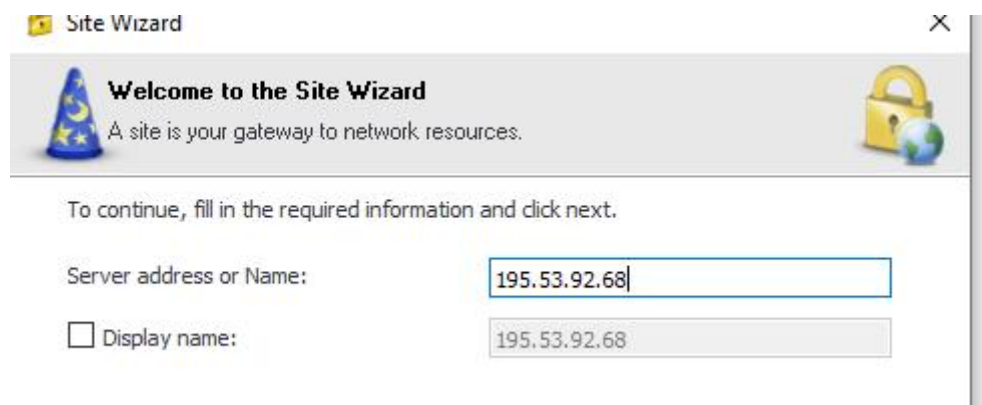 Site Wizard
Welcome to the Site Wizard
A site is your gateway to network resources.
To continue, fill in the required information and click next.
Server address or Name:
195.53.92.68
Display name:
195.53.92.68